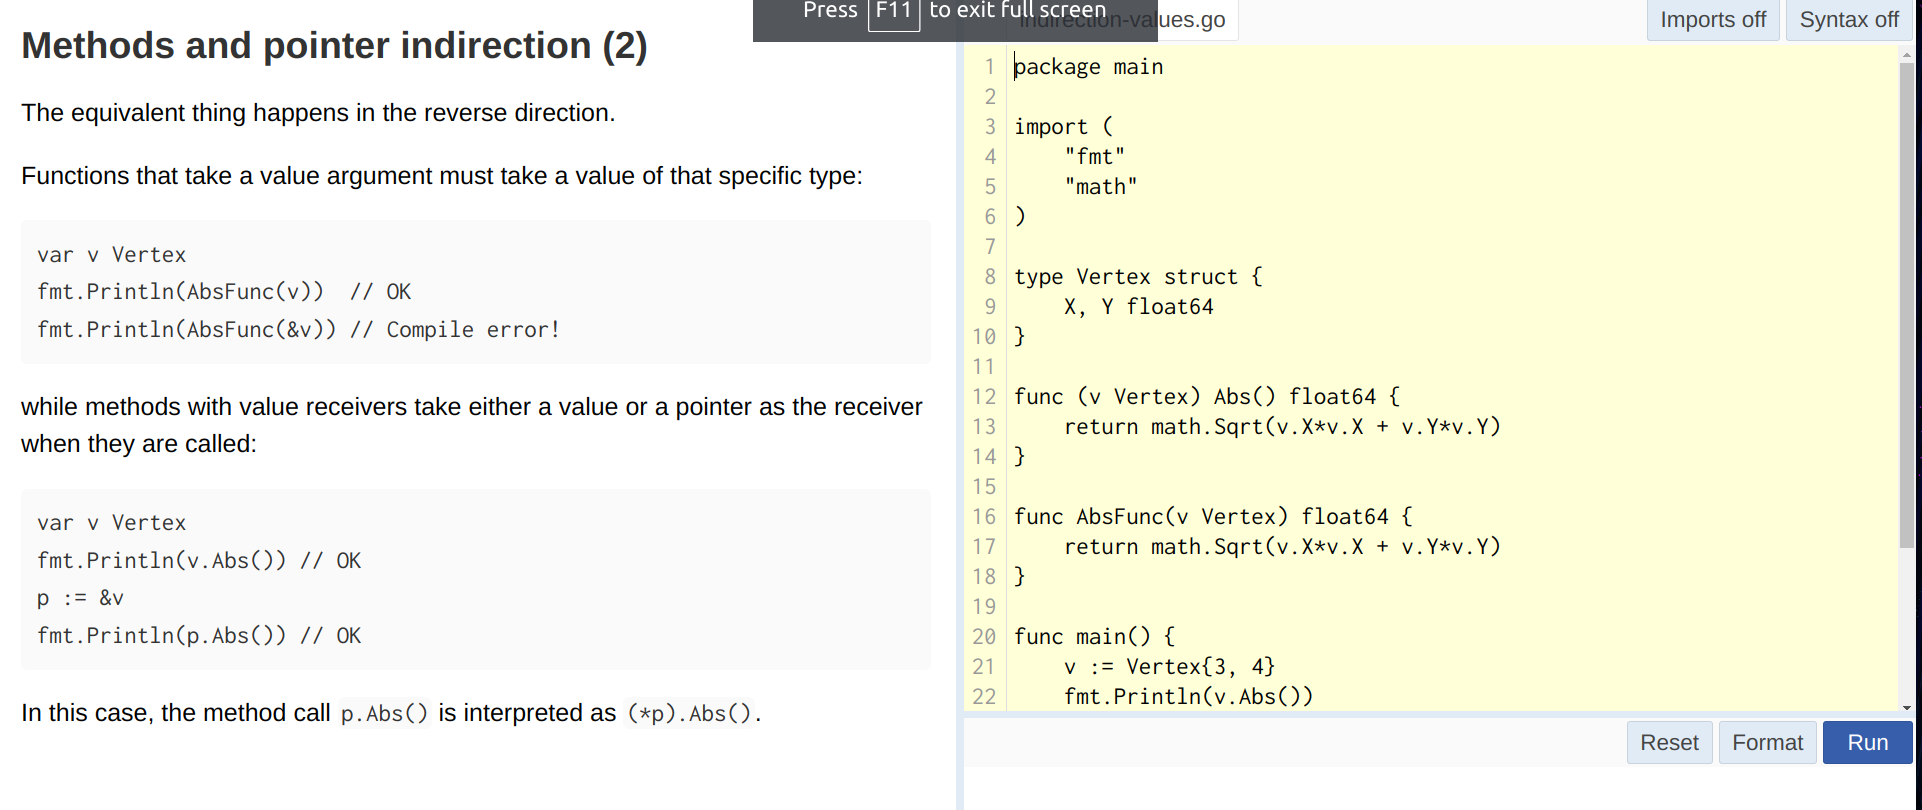 Press F11 to exit full screen
indirection-values.go
Imports off
Syntax off
Methods and pointer indirection (2)
The equivalent thing happens in the reverse direction.
Functions that take a value argument must take a value of that specific type:
var v Vertex
fmt.Println(AbsFunc(v))  // OK
fmt.Println(AbsFunc(&v)) // Compile error!
while methods with value receivers take either a value or a pointer as the receiver
when they are called:
var v Vertex
fmt.Println(v.Abs()) // OK
p := &v
fmt.Println(p.Abs()) // OK
In this case, the method call p.Abs() is interpreted as (*p).Abs().
1 package main
2
3 import (
4     "fmt"
5     "math"
6 )
7
8 type Vertex struct {
9     X, Y float64
10 }
11
12 func (v Vertex) Abs() float64 {
13     return math.Sqrt(v.X*v.X + v.Y*v.Y)
14 }
15
16 func AbsFunc(v Vertex) float64 {
17     return math.Sqrt(v.X*v.X + v.Y*v.Y)
18 }
19
20 func main() {
21     v := Vertex{3, 4}
22     fmt.Println(v.Abs())
Reset
Format
Run